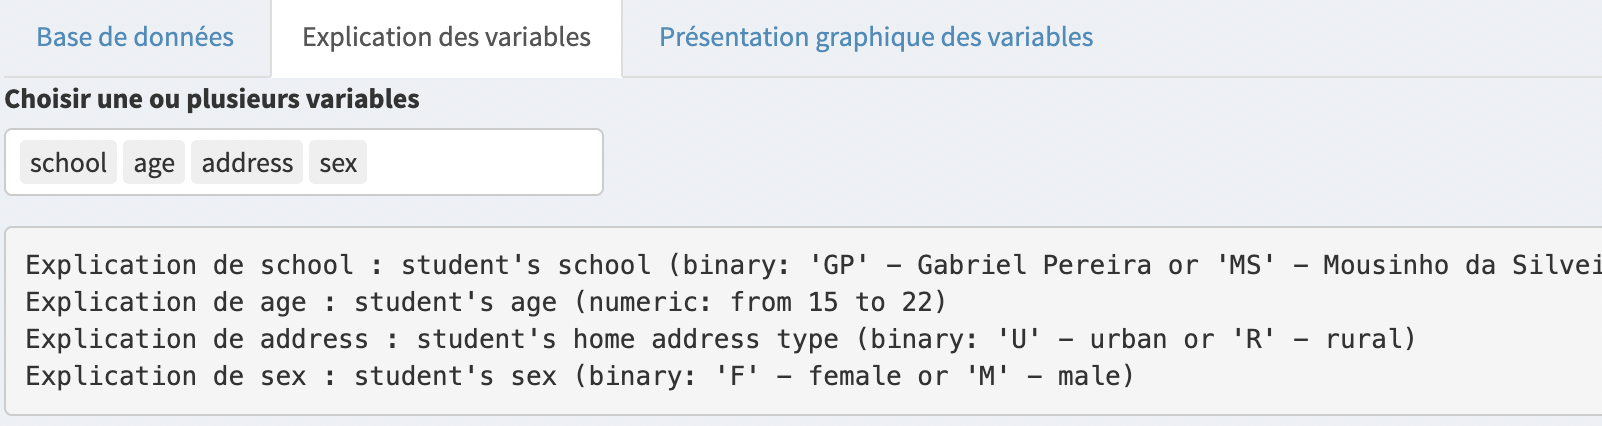 Base de données Explication des variables Présentation graphique des variables
Choisir une ou plusieurs variables
school age address sex
Explication de school : student's school (binary: 'GP' – Gabriel Pereira or 'MS' – Mousinho da
Explication de age : student's age (numeric: from 15 to 22)
Explication de address : student's home address type (binary: 'U' – urban or 'R' – rural)
Explication de sex : student's sex (binary: 'F' – female or 'M' – male)